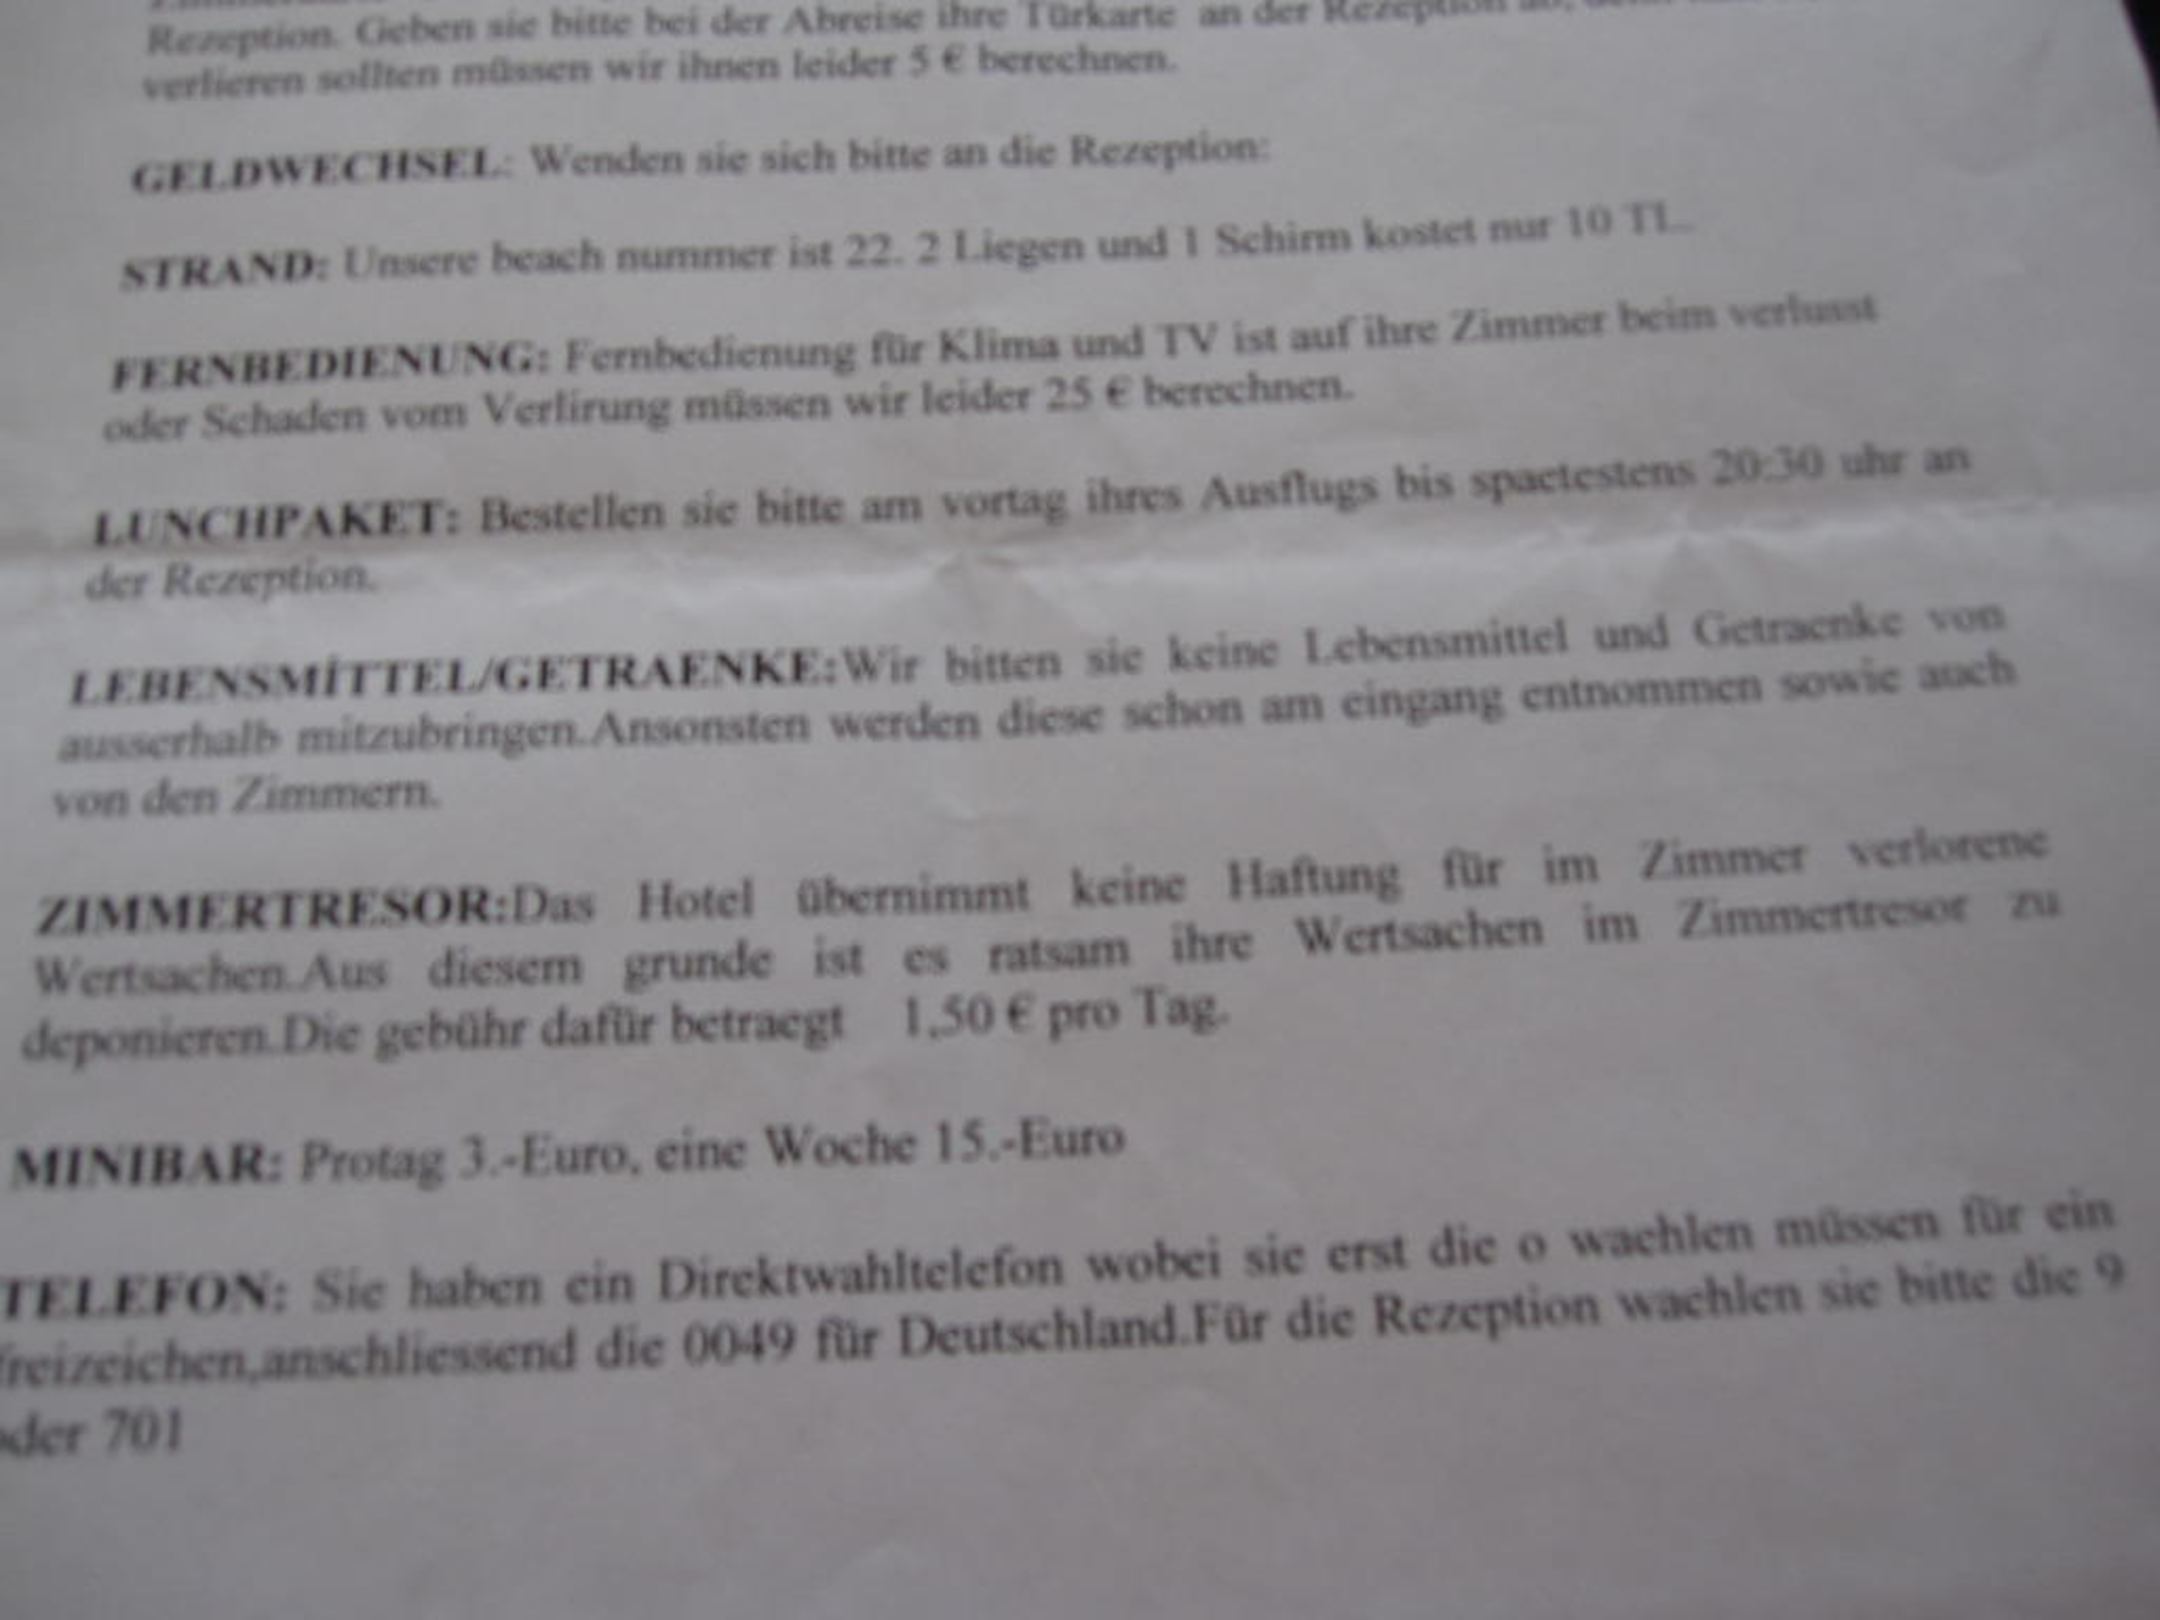 Rezeption. Geben sie bitte bei der Abreise ihre Türkarte an der Rezeption ab,
verlieren sollten müssen wir ihnen leider 5 € berechnen.
GELDWECHSEL: Wenden sie sich bitte an die Rezeption:
STRAND: Unsere beach nummer ist 22. 2 Liegen und 1 Schirm kostet nur 10 TL.
FERNBEDIENUNG: Fernbedienung für Klima und TV ist auf ihre Zimmer beim verlusst
oder Schaden vom Verlirung müssen wir leider 25 € berechnen.
LUNCHPAKET: Bestellen sie bitte am vortag ihres Ausflugs bis spaetestens 20:30 uhr an
der Rezeption.
LEBENSMİTTEL/GETRAENKE:Wir bitten sie keine Lebensmittel und Getraenke von
ausserhalb mitzubringen.Ansonsten werden diese schon am eingang entnommen sowie auch
von den Zimmern.
ZIMMERTRESOR:Das Hotel übernimmt keine Haftung für im Zimmer verlorene
Wertsachen.Aus diesem grunde ist es ratsam ihre Wertsachen im Zimmertresor zu
deponieren.Die gebühr dafür betraegt 1,50 € pro Tag.
MINIBAR: Protag 3.-Euro, eine Woche 15.-Euro
TELEFON: Sie haben ein Direktwahltelefon wobei sie erst die o waehlen müssen für ein
freizeichen,anschliessend die 0049 für Deutschland.Für die Rezeption waehlen sie bitte die 9
oder 701